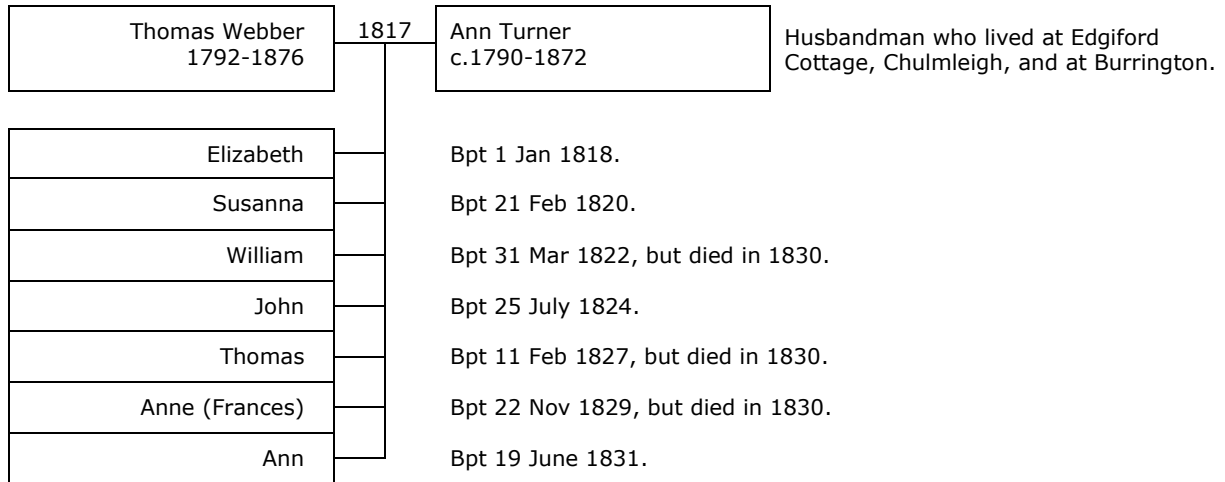 Thomas Webber
1792-1876
1817
Ann Turner
c.1790-1872
Husbandman who lived at Edgiford
Cottage, Chulmleigh, and at Burrington.
Elizabeth
Bpt 1 Jan 1818.
Susanna
Bpt 21 Feb 1820.
William
Bpt 31 Mar 1822, but died in 1830.
John
Bpt 25 July 1824.
Thomas
Bpt 11 Feb 1827, but died in 1830.
Anne (Frances)
Bpt 22 Nov 1829, but died in 1830.
Ann
Bpt 19 June 1831.